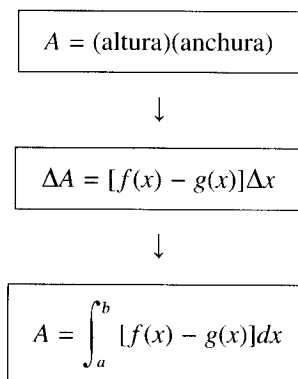 A = (altura)(anchura)
↓
ΔA = [f(x) − g(x)]Δx
↓
A = ∫_a^b [f(x) − g(x)]dx